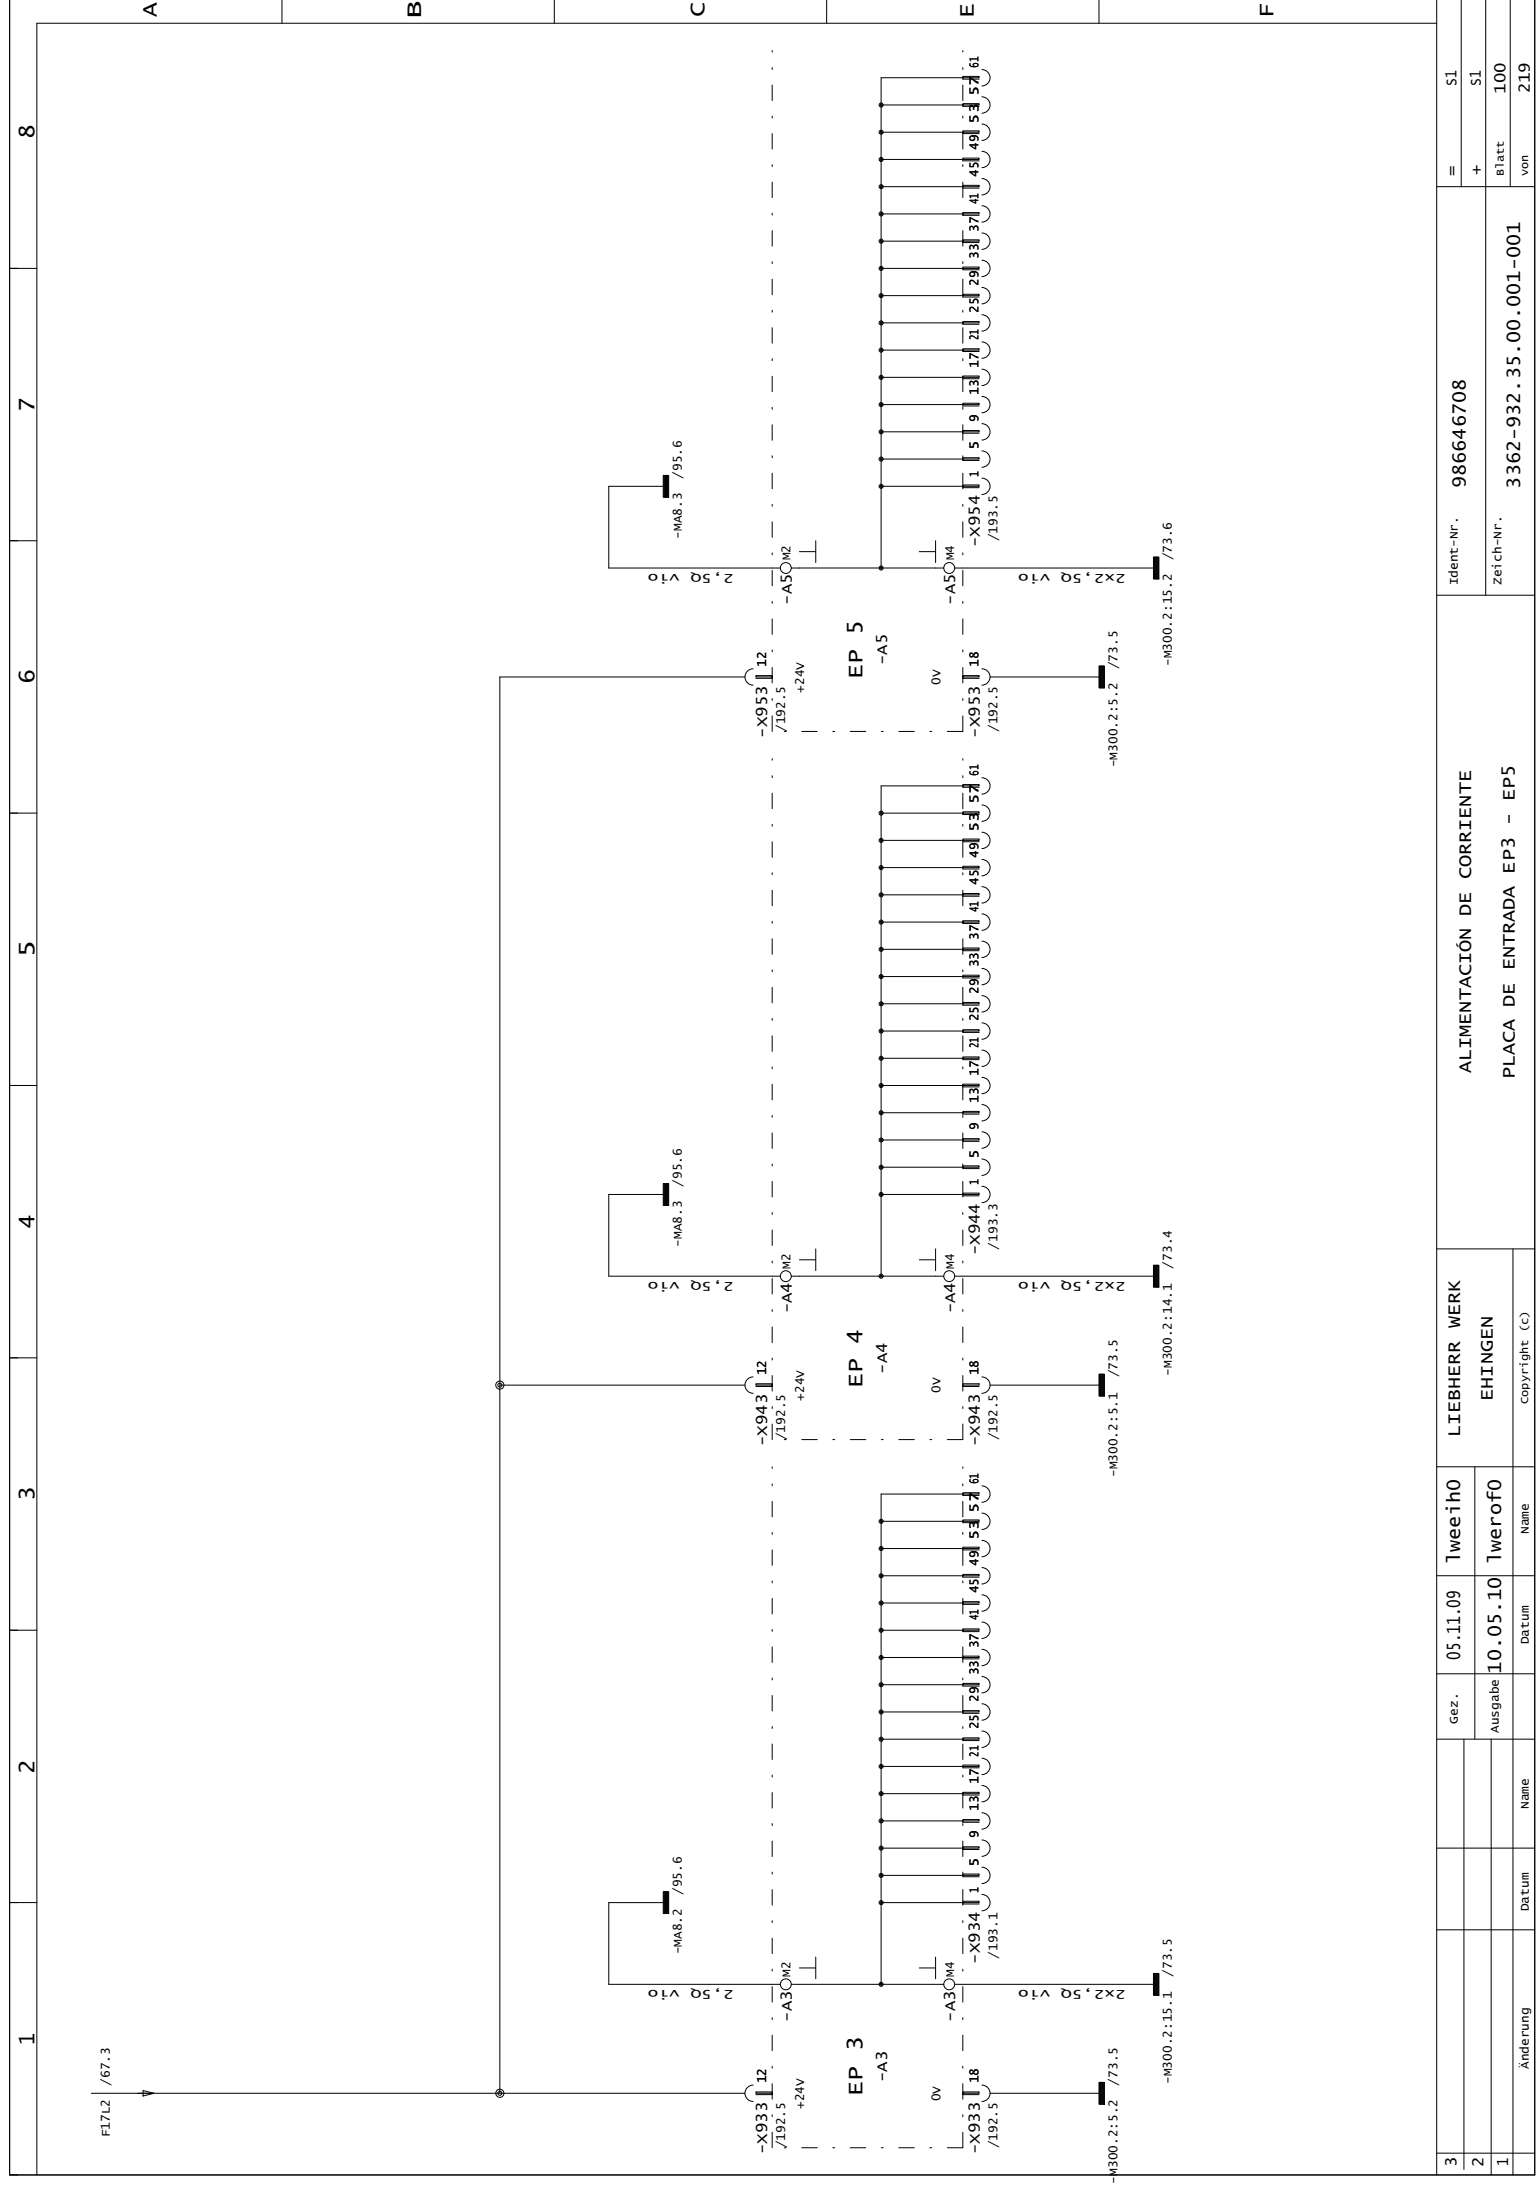 1 2 3 4 5 6 7 8
A
B
C
E
F
F17L2 /67.3
-MA8.2 /95.6
2,5Q vio
-X933 12
/192.5
+24V
-A3 M2
EP 3
-A3
0V
-X933 18
/192.5
-A3 M4
-X934 1 5 9 13 17 21 25 29 33 37 41 45 49 53 57 61
/193.1
2x2,5Q vio
-M300.2:5.2 /73.5
-M300.2:15.1 /73.5
-MA8.3 /95.6
2,5Q vio
-X943 12
/192.5
+24V
-A4 M2
EP 4
-A4
0V
-X943 18
/192.5
-A4 M4
-X944 1 5 9 13 17 21 25 29 33 37 41 45 49 53 57 61
/193.3
2x2,5Q vio
-M300.2:5.1 /73.5
-M300.2:14.1 /73.4
-MA8.3 /95.6
2,5Q vio
-X953 12
/192.5
+24V
-A5 M2
EP 5
-A5
0V
-X953 18
/192.5
-A5 M4
-X954 1 5 9 13 17 21 25 29 33 37 41 45 49 53 57 61
/193.5
2x2,5Q vio
-M300.2:5.2 /73.5
-M300.2:15.2 /73.6
3
2
1
Änderung Datum Name
Gez. 05.11.09 lweeih0
Ausgabe 10.05.10 lwerof0
Datum Name
LIEBHERR WERK
EHINGEN
Copyright (c)
ALIMENTACIÓN DE CORRIENTE
PLACA DE ENTRADA EP3 - EP5
Ident-Nr. 986646708
Zeich-Nr. 3362-932.35.00.001-001
= S1
+ S1
Blatt 100
von 219